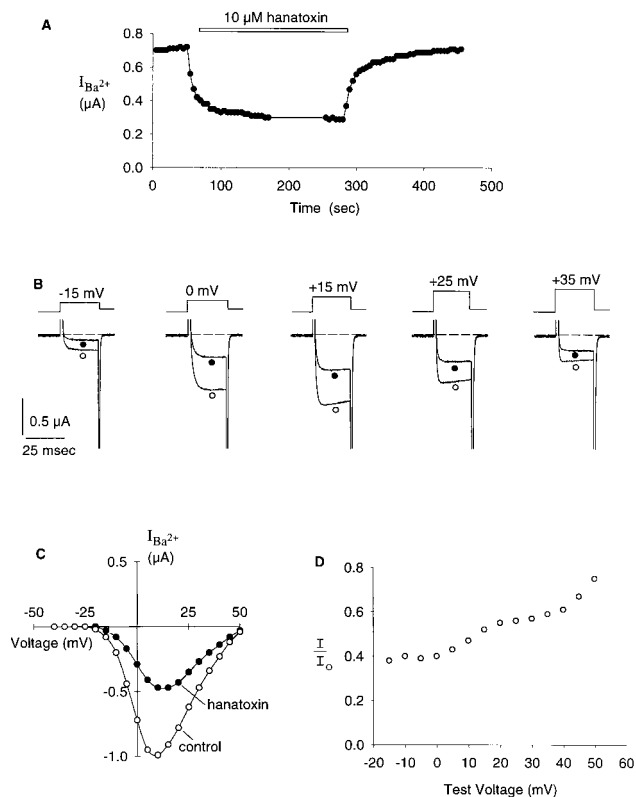 A
10 µM hanatoxin
I Ba2+
(µA)
0.8
0.6
0.4
0.2
0.0
0 100 200 300 400 500
Time (sec)
B
-15 mV
0 mV
+15 mV
+25 mV
+35 mV
0.5 µA
25 msec
C
I Ba2+
(µA)
0.5
-50 -25 25 50
Voltage (mV)
-0.5
hanatoxin
control
-1.0
D
I
Io
0.8
0.6
0.4
0.2
0.0
-20 -10 0 10 20 30 40 50 60
Test Voltage (mV)